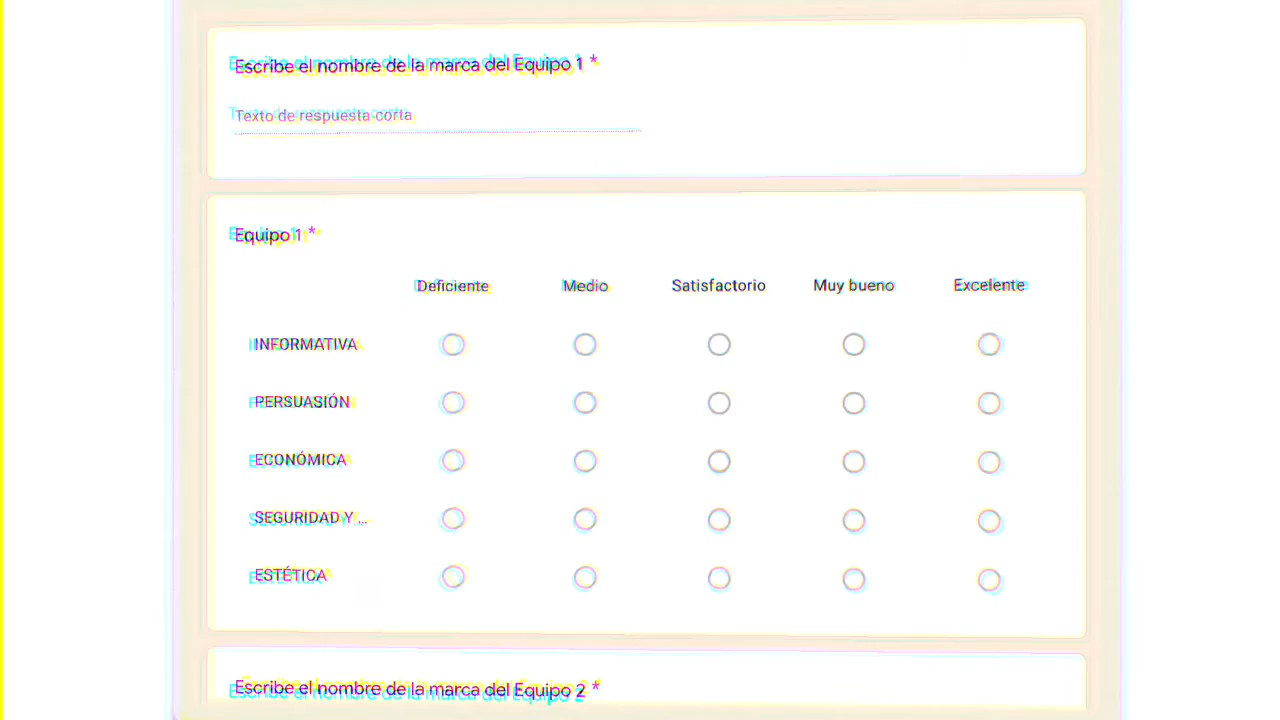 Escribe el nombre de la marca del Equipo 1 *
Texto de respuesta corta
Equipo 1 *
Deficiente Medio Satisfactorio Muy bueno Excelente
INFORMATIVA
PERSUASIÓN
ECONÓMICA
SEGURIDAD Y ...
ESTÉTICA
Escribe el nombre de la marca del Equipo 2 *